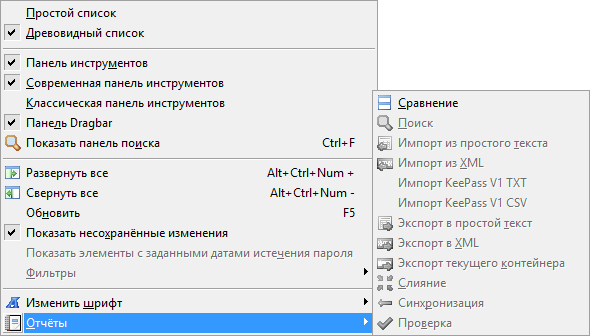 Простой список
Древовидный список
Панель инструментов
Современная панель инструментов
Классическая панель инструментов
Панель Dragbar
Показать панель поиска Ctrl+F
Развернуть все Alt+Ctrl+Num +
Свернуть все Alt+Ctrl+Num -
Обновить F5
Показать несохранённые изменения
Показать элементы с заданными датами истечения пароля
Фильтры
Изменить шрифт
Отчёты
Сравнение
Поиск
Импорт из простого текста
Импорт из XML
Импорт KeePass V1 TXT
Импорт KeePass V1 CSV
Экспорт в простой текст
Экспорт в XML
Экспорт текущего контейнера
Слияние
Синхронизация
Проверка